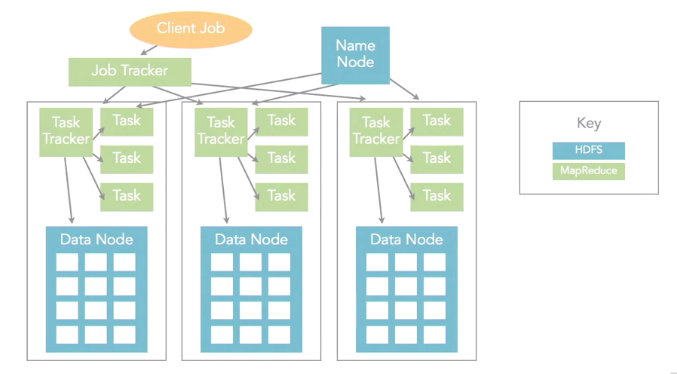 Client Job
Name
Node
Job Tracker
Task
Tracker
Task
Task
Task
Data Node
Task
Tracker
Task
Task
Task
Data Node
Task
Tracker
Task
Task
Task
Data Node
Key
HDFS
MapReduce